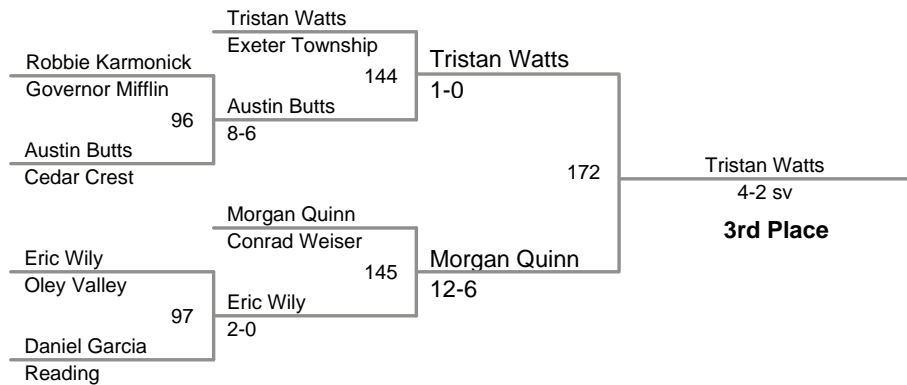 Tristan Watts
Exeter Township
Robbie Karmonick
Governor Mifflin
144
Tristan Watts
1-0
96
Austin Butts
8-6
Austin Butts
Cedar Crest
172
Tristan Watts
4-2 sv
3rd Place
Morgan Quinn
Conrad Weiser
Eric Wily
Oley Valley
145
Morgan Quinn
12-6
97
Eric Wily
2-0
Daniel Garcia
Reading